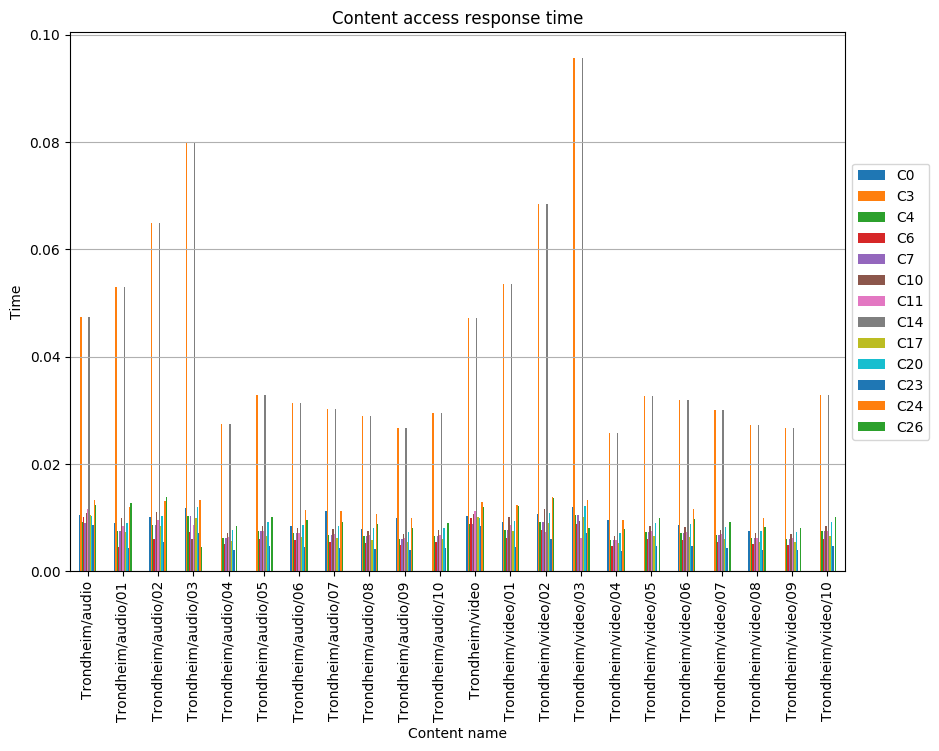 Content access response time
Time
0.10
0.08
0.06
0.04
0.02
0.00
Trondheim/audio
Trondheim/audio/01
Trondheim/audio/02
Trondheim/audio/03
Trondheim/audio/04
Trondheim/audio/05
Trondheim/audio/06
Trondheim/audio/07
Trondheim/audio/08
Trondheim/audio/09
Trondheim/audio/10
Trondheim/video
Trondheim/video/01
Trondheim/video/02
Trondheim/video/03
Trondheim/video/04
Trondheim/video/05
Trondheim/video/06
Trondheim/video/07
Trondheim/video/08
Trondheim/video/09
Trondheim/video/10
Content name
C0
C3
C4
C6
C7
C10
C11
C14
C17
C20
C23
C24
C26